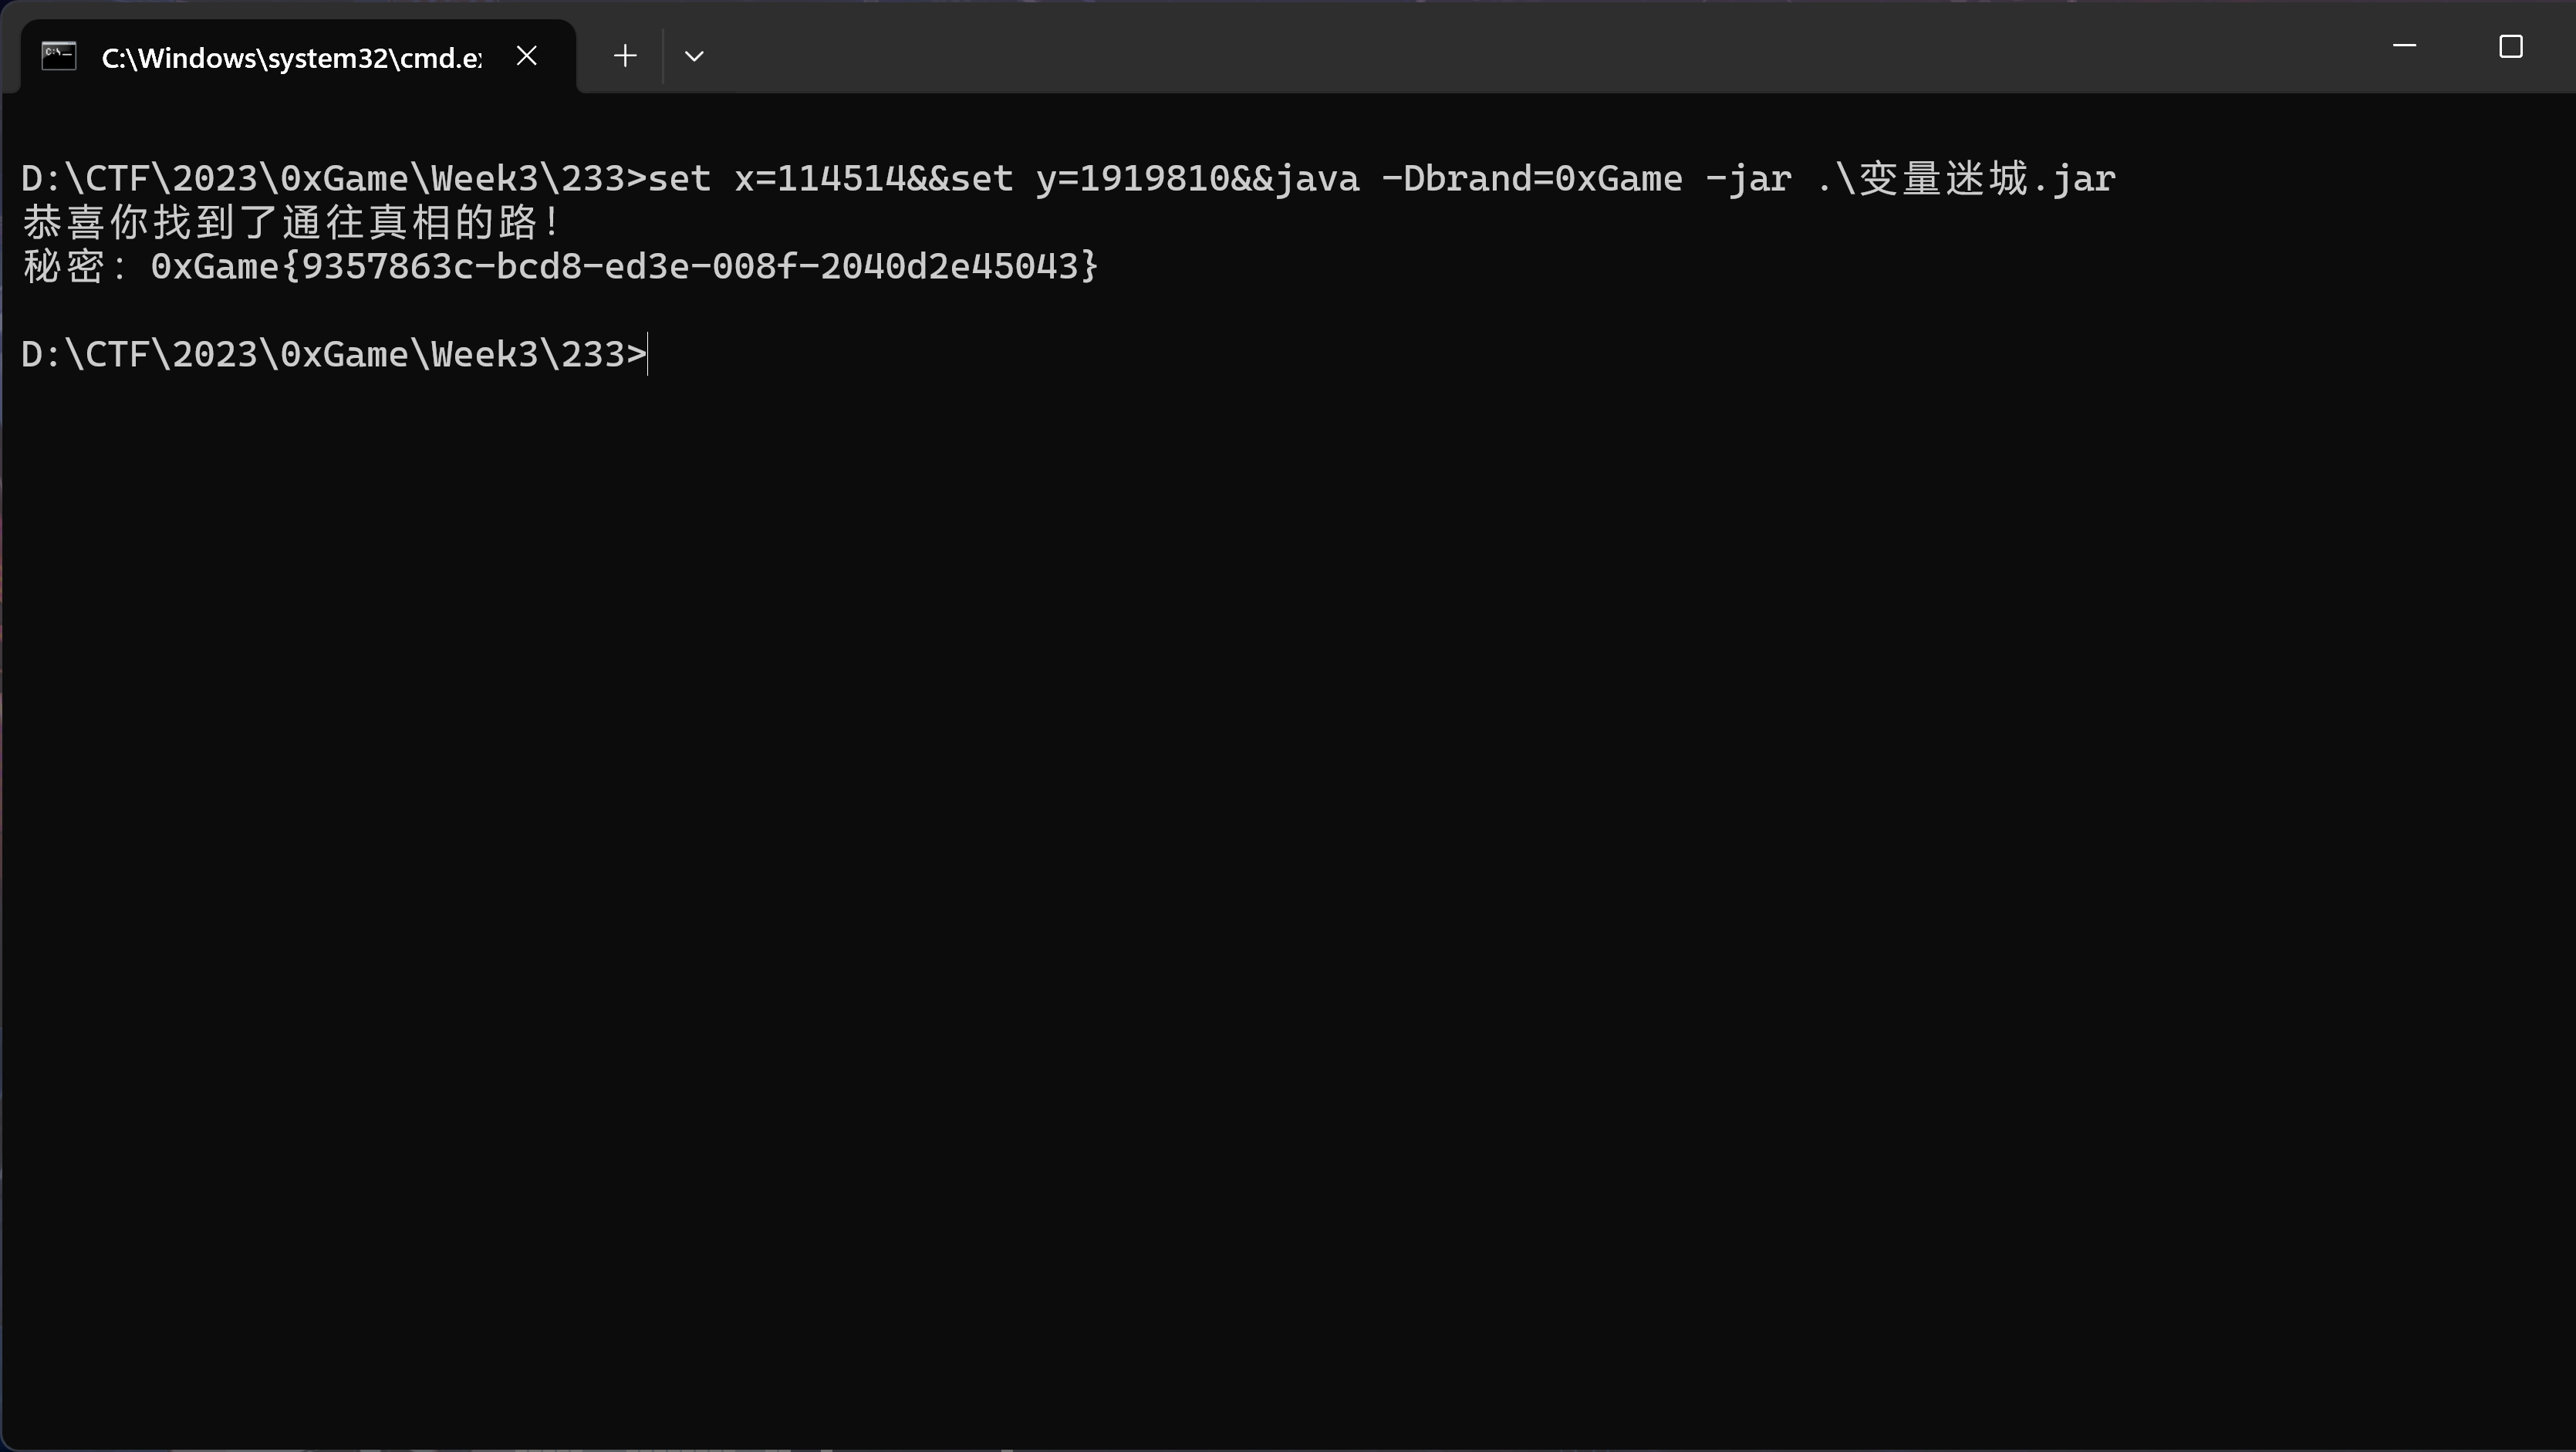 C:\Windows\system32\cmd.e
D:\CTF\2023\0xGame\Week3\233>set x=114514&&set y=1919810&&java -Dbrand=0xGame -jar .\变量迷城.jar
恭喜你找到了通往真相的路！
秘密：0xGame{9357863c-bcd8-ed3e-008f-2040d2e45043}
D:\CTF\2023\0xGame\Week3\233>